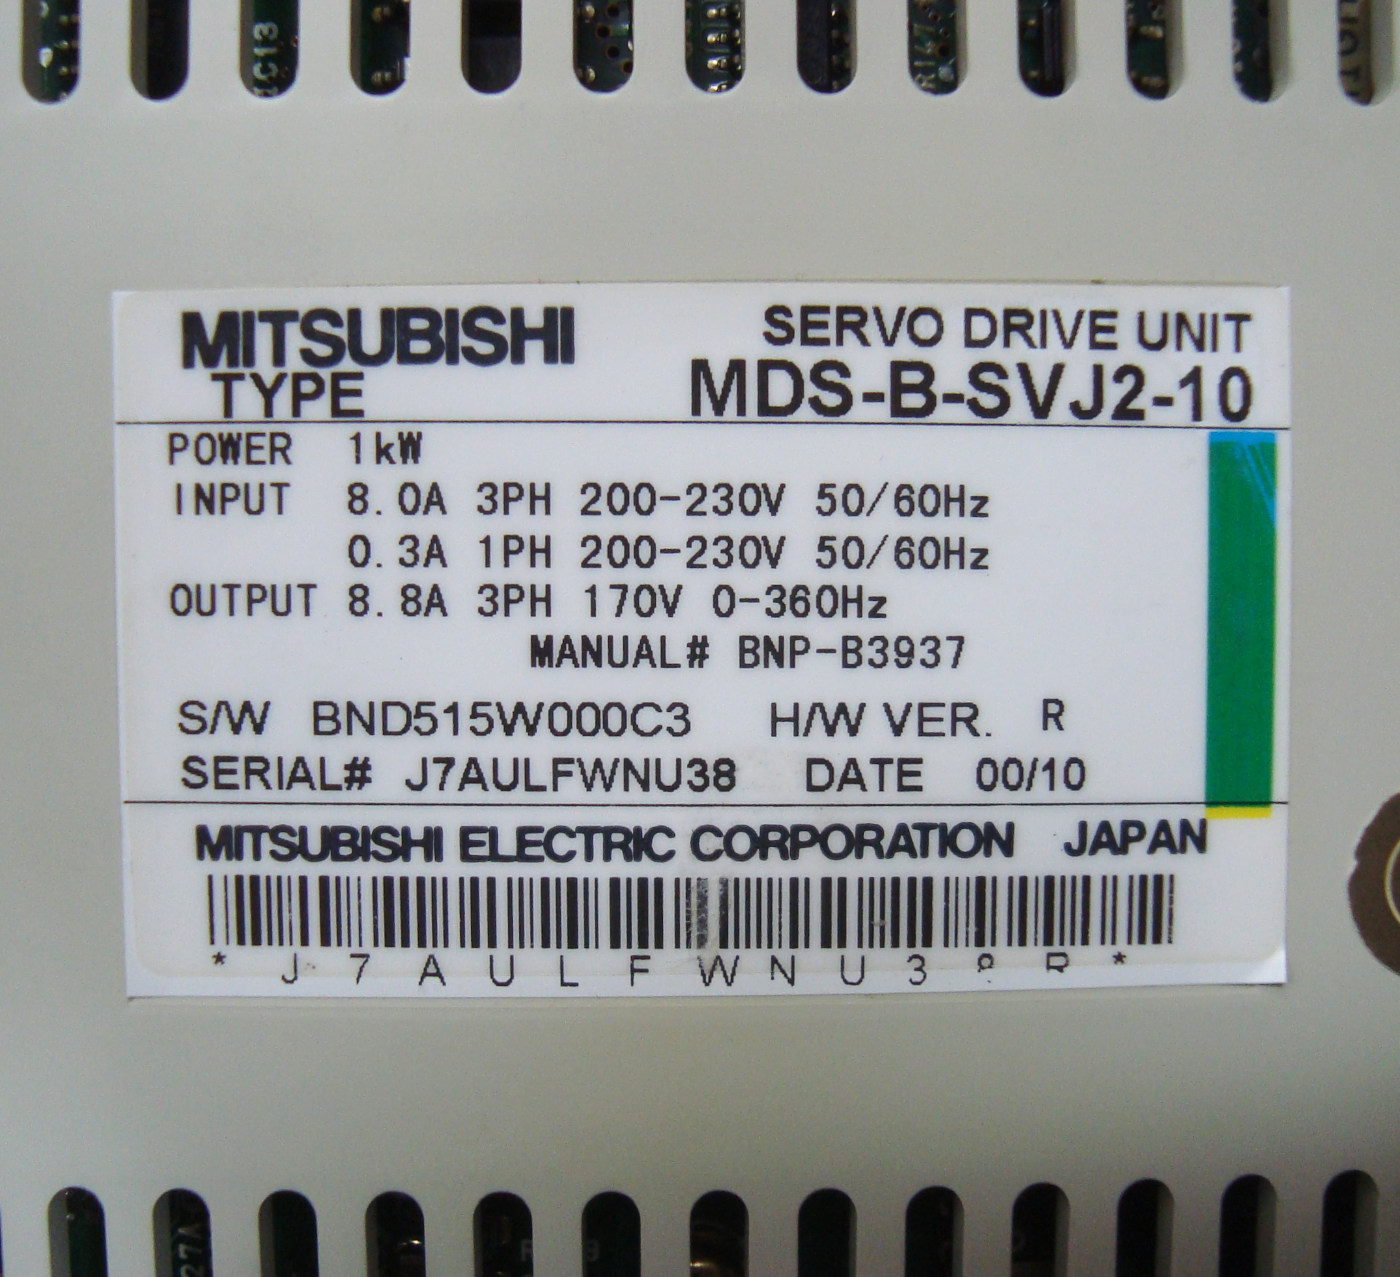 IC13
MITSUBISHI SERVO DRIVE UNIT
TYPE MDS-B-SVJ2-10
POWER 1kW
INPUT 8.0A 3PH 200-230V 50/60Hz
0.3A 1PH 200-230V 50/60Hz
OUTPUT 8.8A 3PH 170V 0-360Hz
MANUAL# BNP-B3937
S/W BND515W000C3 H/W VER. R
SERIAL# J7AULFWNU38 DATE 00/10
MITSUBISHI ELECTRIC CORPORATION JAPAN
*J7AULFWNU38R*